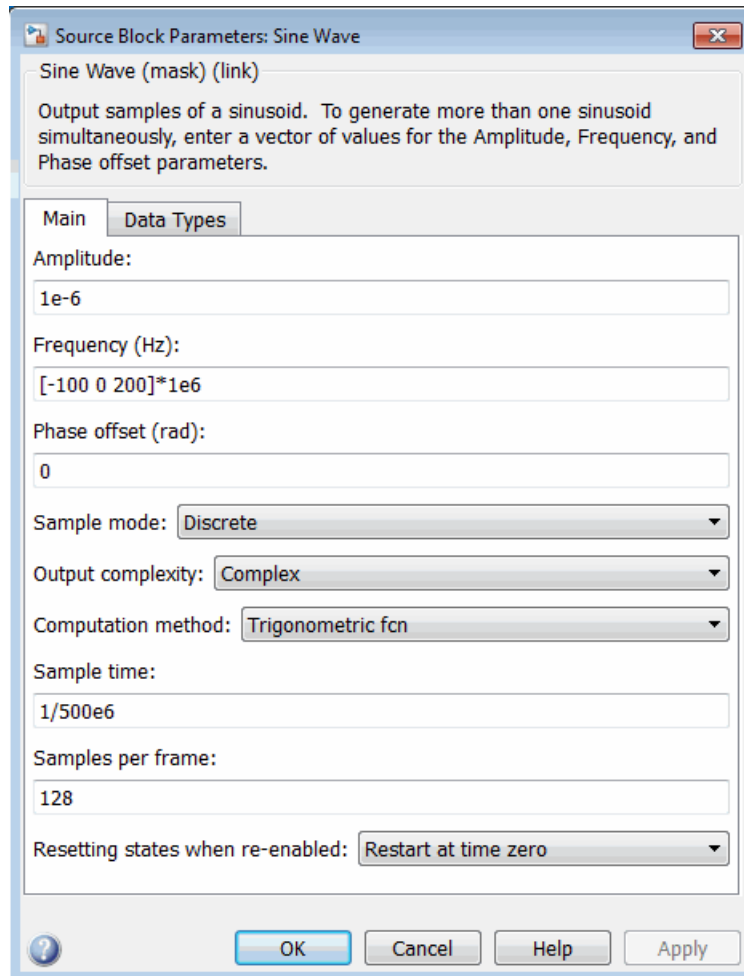 Source Block Parameters: Sine Wave
Sine Wave (mask) (link)
Output samples of a sinusoid.  To generate more than one sinusoid
simultaneously, enter a vector of values for the Amplitude, Frequency, and
Phase offset parameters.
Main Data Types
Amplitude:
1e-6
Frequency (Hz):
[-100 0 200]*1e6
Phase offset (rad):
0
Sample mode: Discrete
Output complexity: Complex
Computation method: Trigonometric fcn
Sample time:
1/500e6
Samples per frame:
128
Resetting states when re-enabled: Restart at time zero
? OK Cancel Help Apply